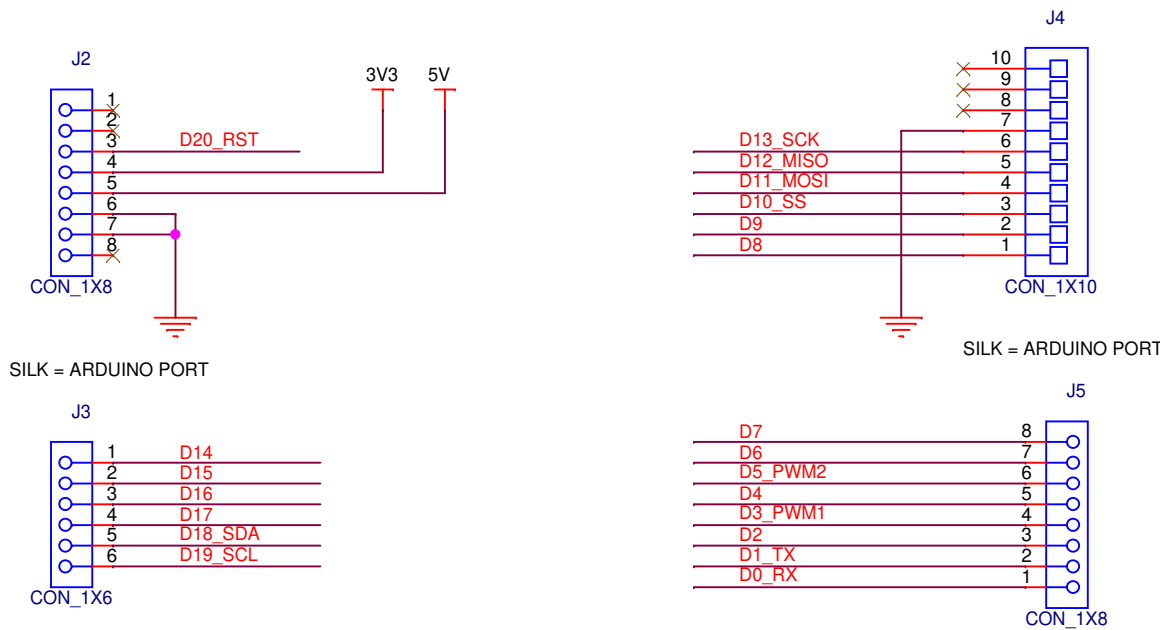 J2
3V3 5V
1
2
3 D20_RST
4
5
6
7
8
CON_1X8
SILK = ARDUINO PORT
J4
10
9
8
7
D13_SCK 6
D12_MISO 5
D11_MOSI 4
D10_SS 3
D9 2
D8 1
CON_1X10
SILK = ARDUINO PORT
J3
1 D14
2 D15
3 D16
4 D17
5 D18_SDA
6 D19_SCL
CON_1X6
J5
D7 8
D6 7
D5_PWM2 6
D4 5
D3_PWM1 4
D2 3
D1_TX 2
D0_RX 1
CON_1X8